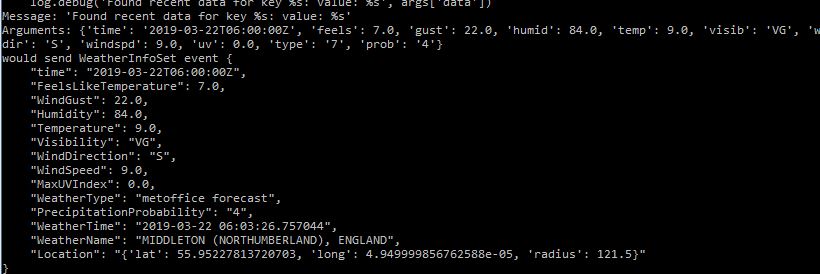 log.debug('Found recent data for key %s: value: %s', args['data'])
Message: 'Found recent data for key %s: value: %s'
Arguments: {'time': '2019-03-22T06:00:00Z', 'feels': 7.0, 'gust': 22.0, 'humid': 84.0, 'temp': 9.0, 'visib': 'VG', 'w
dir': 'S', 'windspd': 9.0, 'uv': 0.0, 'type': '7', 'prob': '4'}
would send WeatherInfoSet event {
    "time": "2019-03-22T06:00:00Z",
    "FeelsLikeTemperature": 7.0,
    "WindGust": 22.0,
    "Humidity": 84.0,
    "Temperature": 9.0,
    "Visibility": "VG",
    "WindDirection": "S",
    "WindSpeed": 9.0,
    "MaxUVIndex": 0.0,
    "WeatherType": "metoffice forecast",
    "PrecipitationProbability": "4",
    "WeatherTime": "2019-03-22 06:03:26.757044",
    "WeatherName": "MIDDLETON (NORTHUMBERLAND), ENGLAND",
    "Location": "{'lat': 55.95227813720703, 'long': 4.949999856762588e-05, 'radius': 121.5}"
}